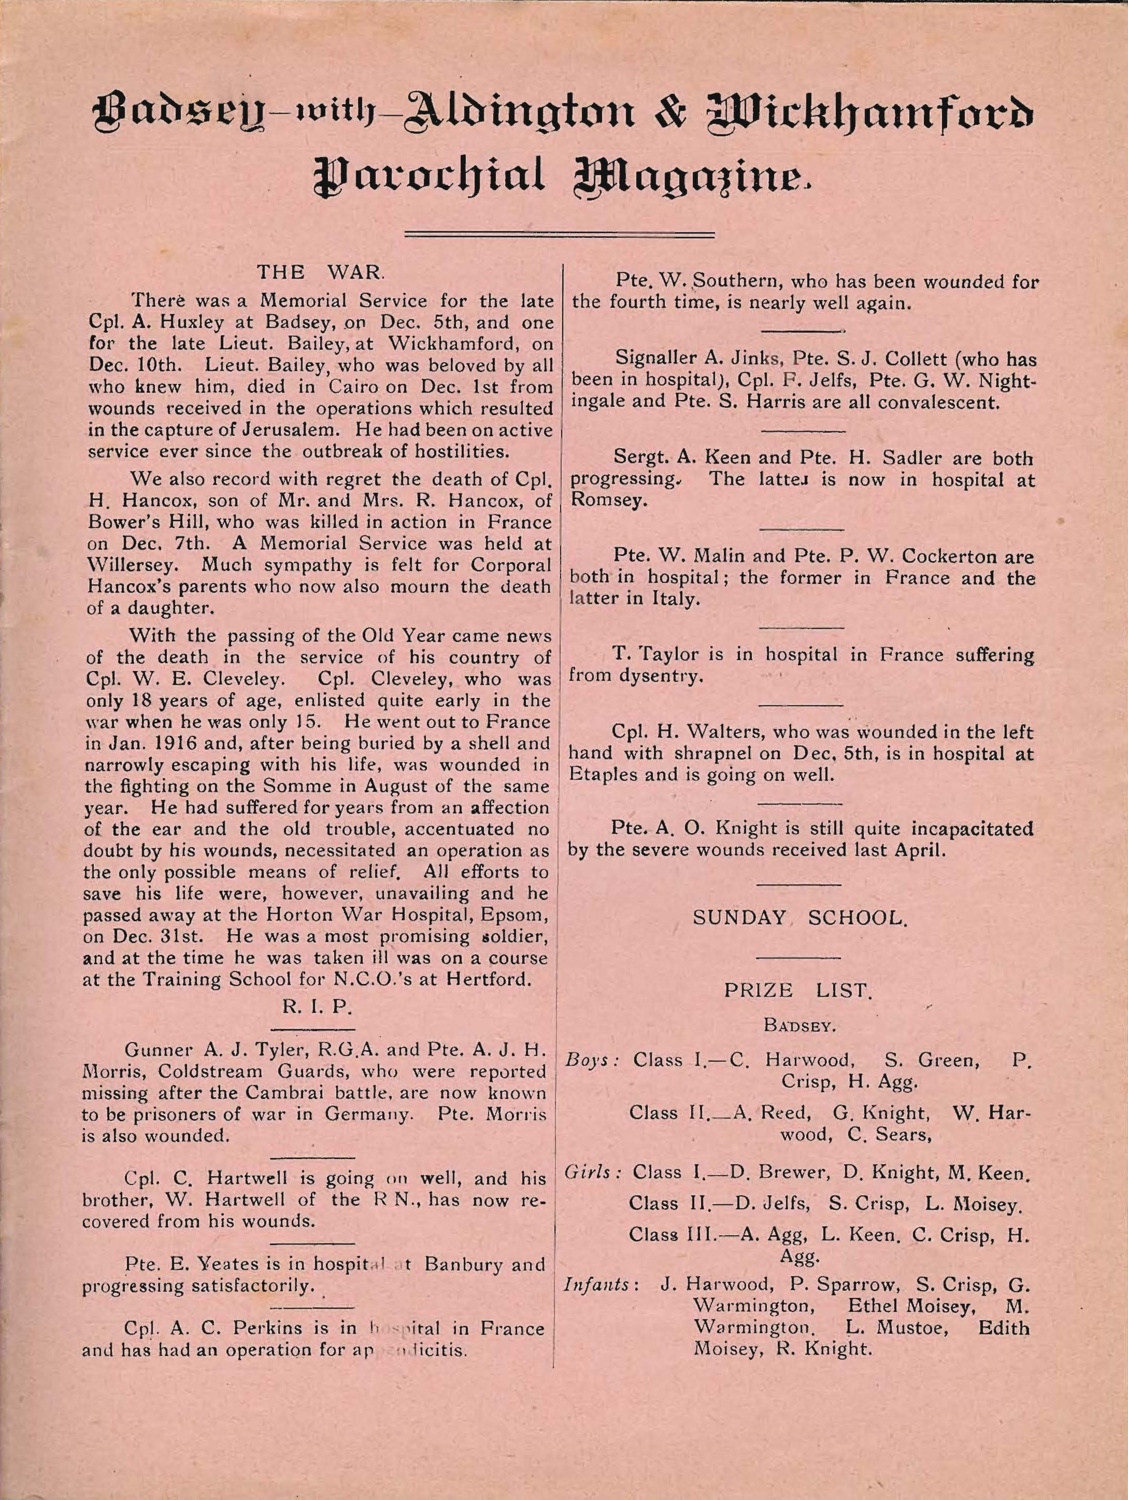 Badsey-with-Aldington & Wickhamford
Parochial Magazine.
THE WAR.
There was a Memorial Service for the late
Cpl. A. Huxley at Badsey, on Dec. 5th, and one
for the late Lieut. Bailey, at Wickhamford, on
Dec. 10th. Lieut. Bailey, who was beloved by all
who knew him, died in Cairo on Dec. 1st from
wounds received in the operations which resulted
in the capture of Jerusalem. He had been on active
service ever since the outbreak of hostilities.
We also record with regret the death of Cpl.
H. Hancox, son of Mr. and Mrs. R. Hancox, of
Bower's Hill, who was killed in action in France
on Dec. 7th. A Memorial Service was held at
Willersey. Much sympathy is felt for Corporal
Hancox's parents who now also mourn the death
of a daughter.
With the passing of the Old Year came news
of the death in the service of his country of
Cpl. W. E. Cleveley. Cpl. Cleveley, who was
only 18 years of age, enlisted quite early in the
war when he was only 15. He went out to France
in Jan. 1916 and, after being buried by a shell and
narrowly escaping with his life, was wounded in
the fighting on the Somme in August of the same
year. He had suffered for years from an affection
of the ear and the old trouble, accentuated no
doubt by his wounds, necessitated an operation as
the only possible means of relief. All efforts to
save his life were, however, unavailing and he
passed away at the Horton War Hospital, Epsom,
on Dec. 31st. He was a most promising soldier,
and at the time he was taken ill was on a course
at the Training School for N.C.O.'s at Hertford.
R. I. P.
Gunner A. J. Tyler, R.G.A. and Pte. A. J. H.
Morris, Coldstream Guards, who were reported
missing after the Cambrai battle, are now known
to be prisoners of war in Germany. Pte. Morris
is also wounded.
Cpl. C. Hartwell is going on well, and his
brother, W. Hartwell of the R N., has now re-
covered from his wounds.
Pte. E. Yeates is in hospital at Banbury and
progressing satisfactorily.
Cpl. A. C. Perkins is in hospital in France
and has had an operation for appendicitis.
Pte. W. Southern, who has been wounded for
the fourth time, is nearly well again.
Signaller A. Jinks, Pte. S. J. Collett (who has
been in hospital), Cpl. F. Jelfs, Pte. G. W. Night-
ingale and Pte. S. Harris are all convalescent.
Sergt. A. Keen and Pte. H. Sadler are both
progressing. The latter is now in hospital at
Romsey.
Pte. W. Malin and Pte. P. W. Cockerton are
both in hospital; the former in France and the
latter in Italy.
T. Taylor is in hospital in France suffering
from dysentry.
Cpl. H. Walters, who was wounded in the left
hand with shrapnel on Dec. 5th, is in hospital at
Etaples and is going on well.
Pte. A. O. Knight is still quite incapacitated
by the severe wounds received last April.
SUNDAY SCHOOL.
PRIZE LIST.
BADSEY.
Boys: Class I.—C. Harwood, S. Green, P.
Crisp, H. Agg.
Class II.—A. Reed, G. Knight, W. Har-
wood, C. Sears,
Girls: Class I.—D. Brewer, D. Knight, M. Keen.
Class II.—D. Jelfs, S. Crisp, L. Moisey.
Class III.—A. Agg, L. Keen, C. Crisp, H.
Agg.
Infants: J. Harwood, P. Sparrow, S. Crisp, G.
Warmington, Ethel Moisey, M.
Warmington, L. Mustoe, Edith
Moisey, R. Knight.